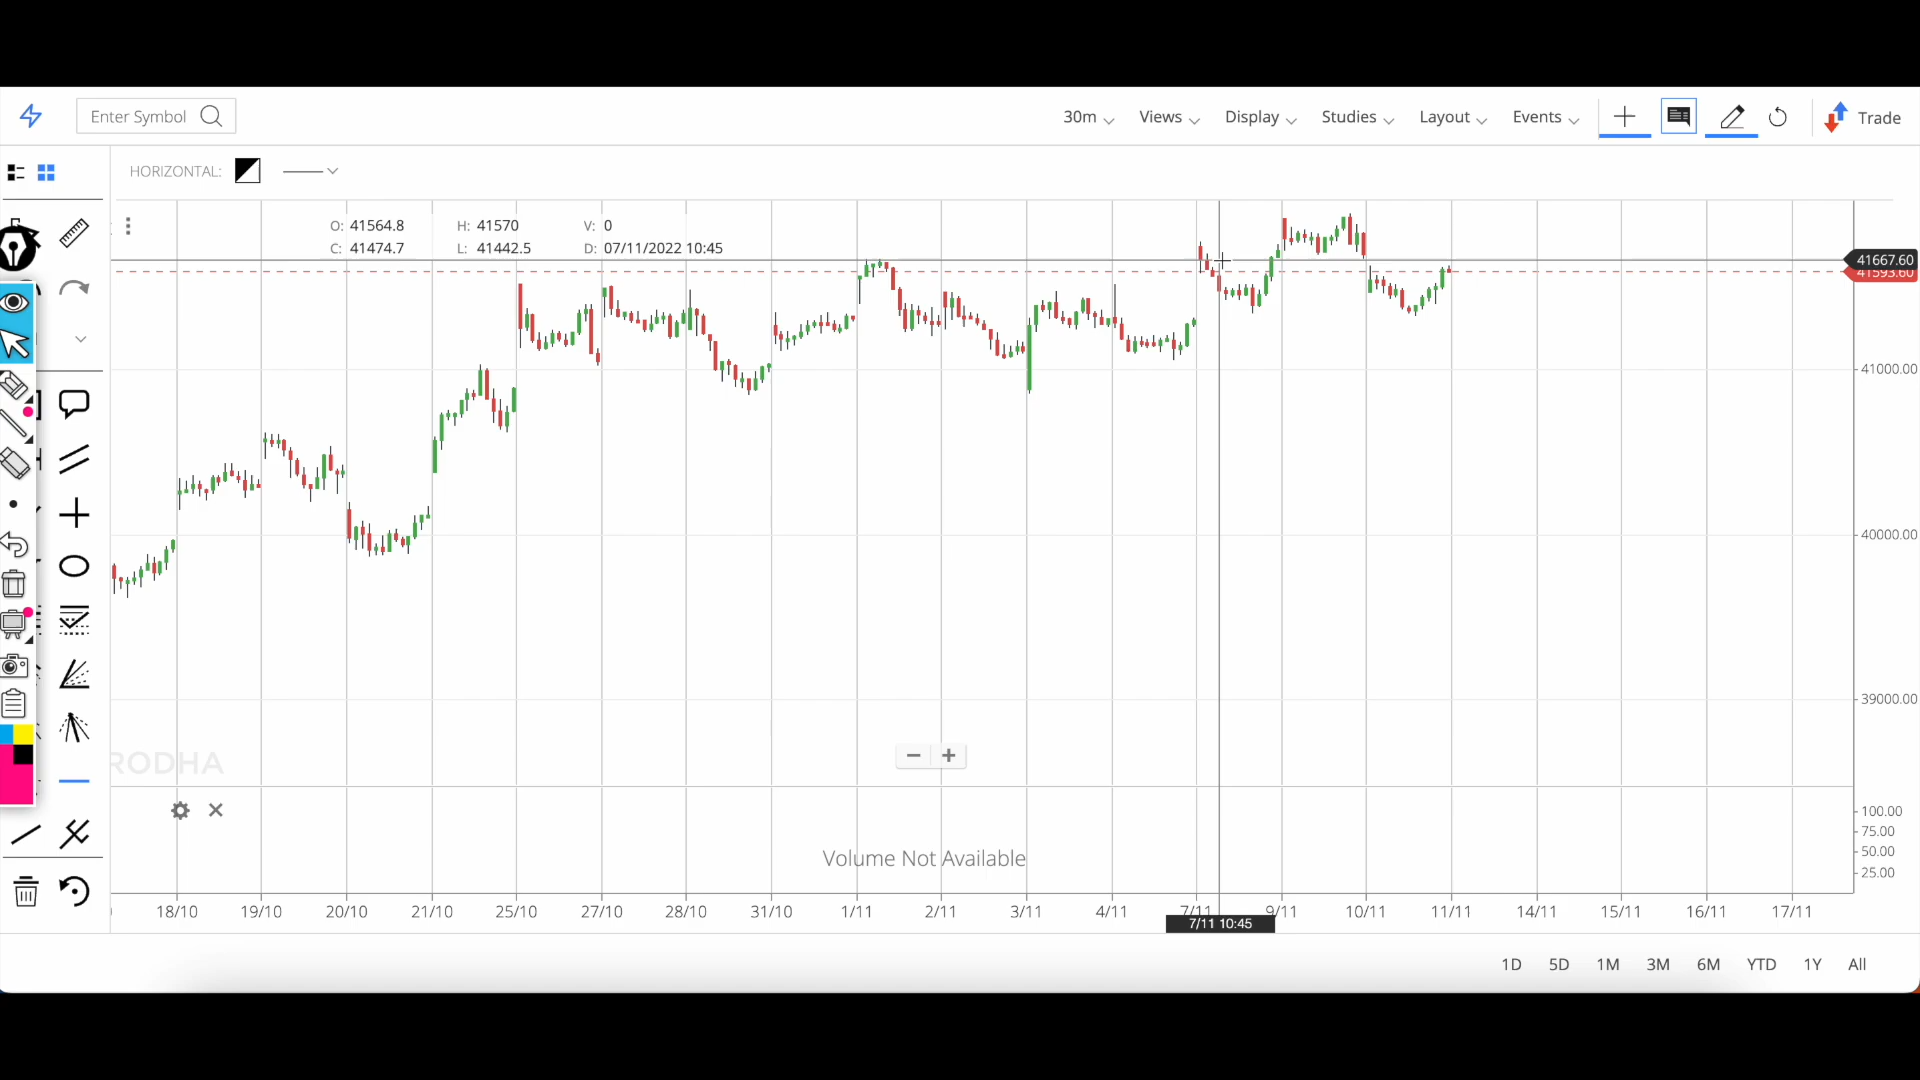 Enter Symbol
30m
Views
Display
Studies
Layout
Events
Trade
HORIZONTAL:
O: 41564.8 H: 41570 V: 0
C: 41474.7 L: 41442.5 D: 07/11/2022 10:45
41667.60
41593.60
41000.00
40000.00
39000.00
RODHA
Volume Not Available
100.00
75.00
50.00
25.00
18/10 19/10 20/10 21/10 25/10 27/10 28/10 31/10 1/11 2/11 3/11 4/11 7/11 9/11 10/11 11/11 14/11 15/11 16/11 17/11
7/11 10:45
1D 5D 1M 3M 6M YTD 1Y All